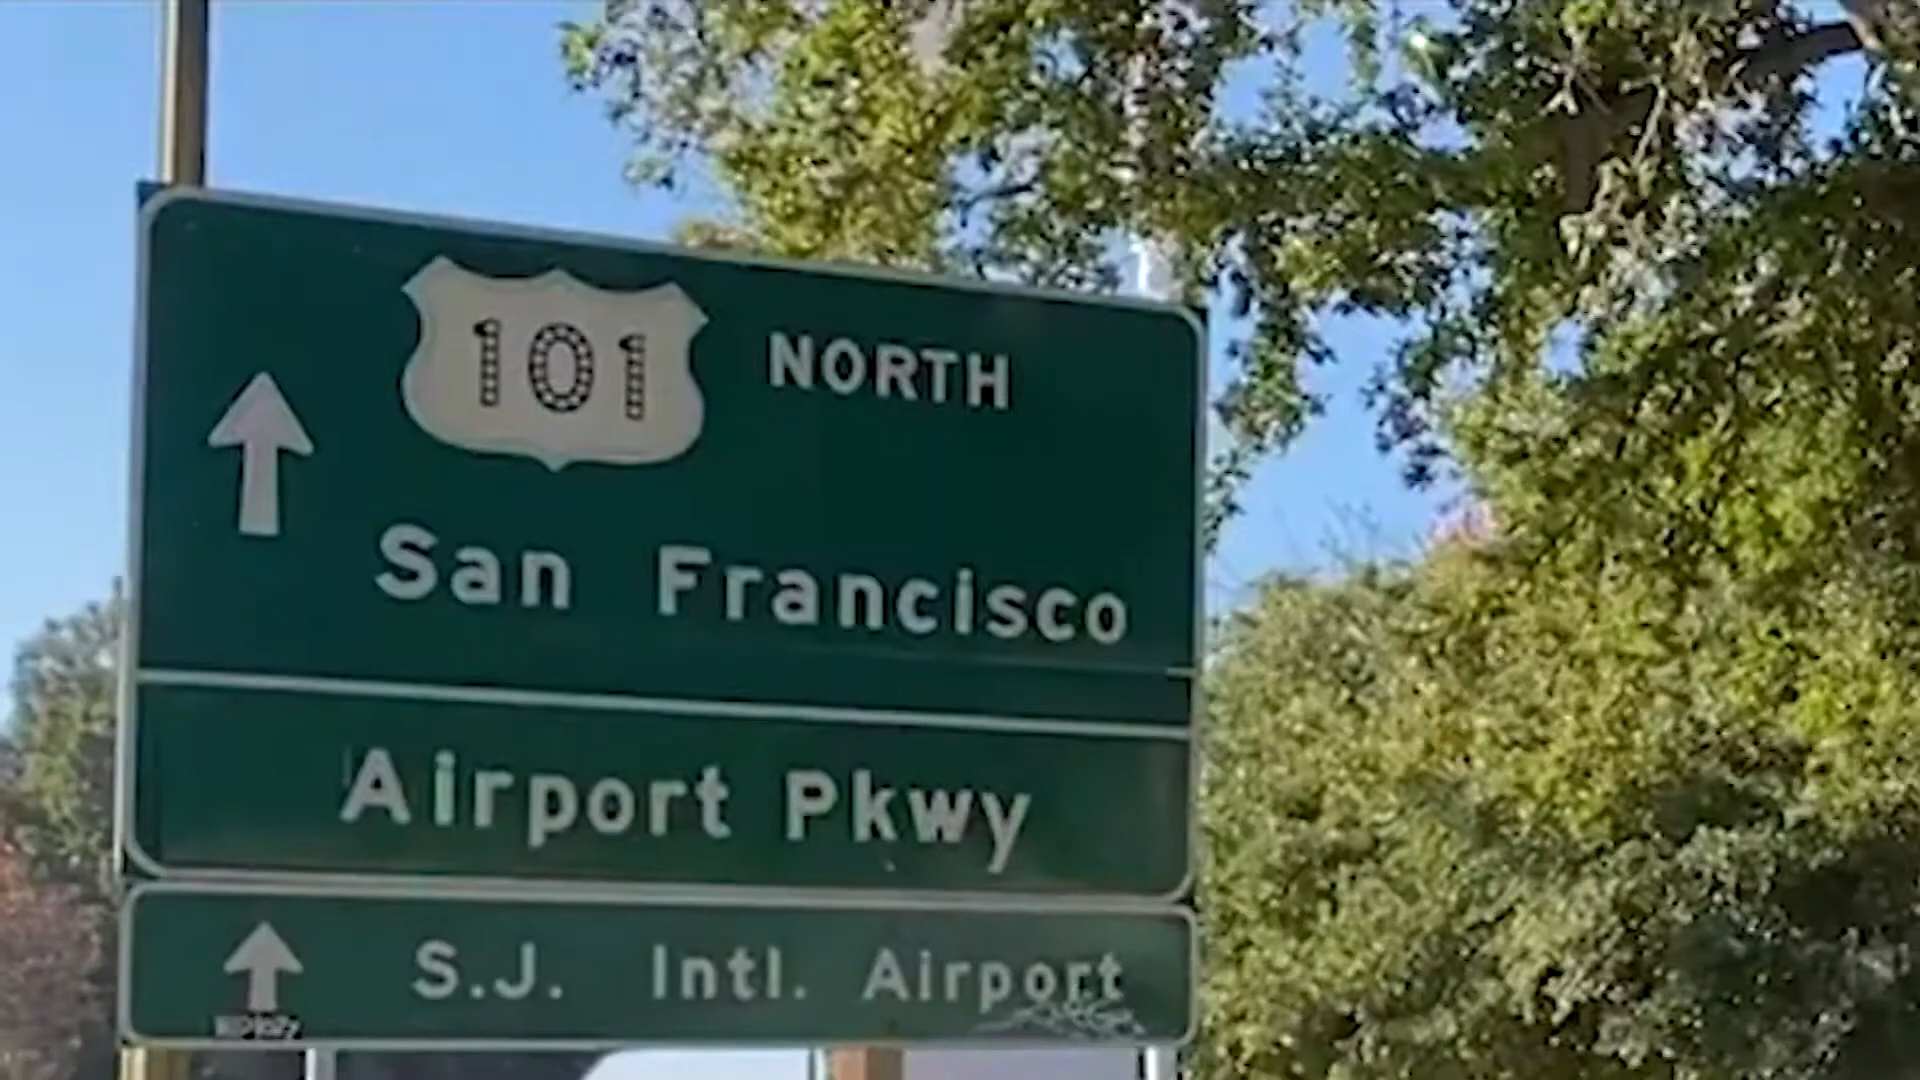 101 NORTH
San Francisco
Airport Pkwy
S.J. Intl. Airport